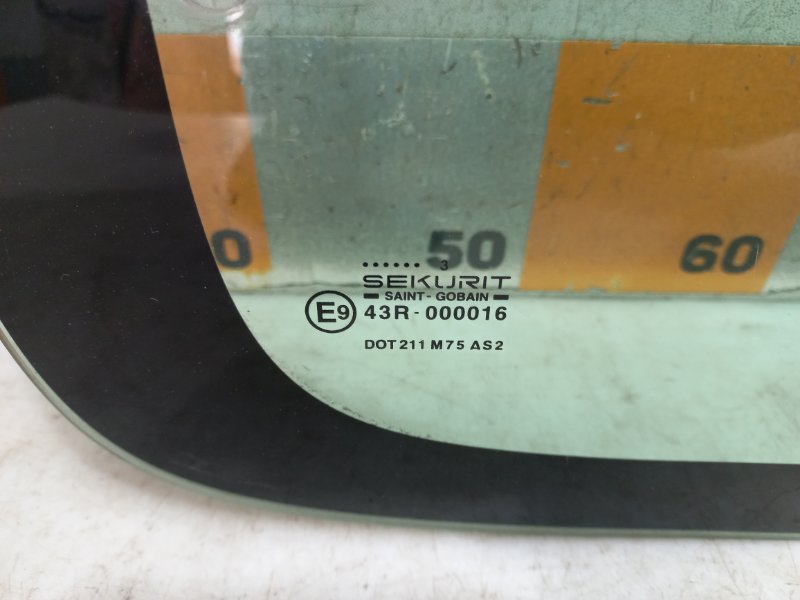 0 50 60
...... 3
SEKURIT
SAINT-GOBAIN
E9 43R-000016
DOT211 M75 AS2